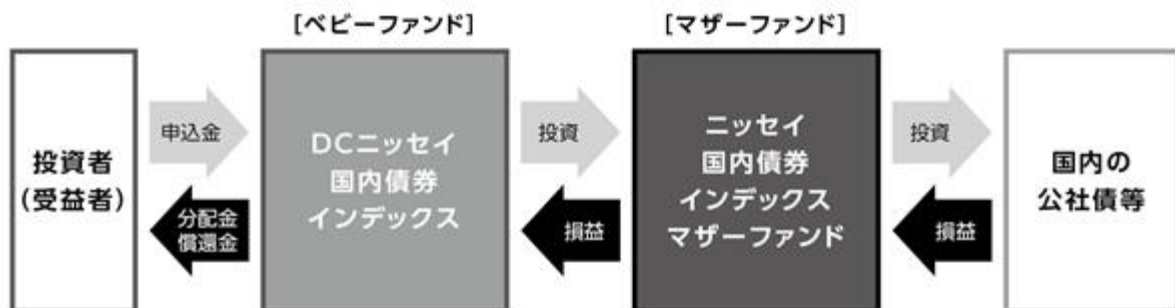 [ベビーファンド]
[マザーファンド]
投資者
(受益者)
申込金
分配金
償還金
DCニッセイ
国内債券
インデックス
投資
損益
ニッセイ
国内債券
インデックス
マザーファンド
投資
損益
国内の
公社債等